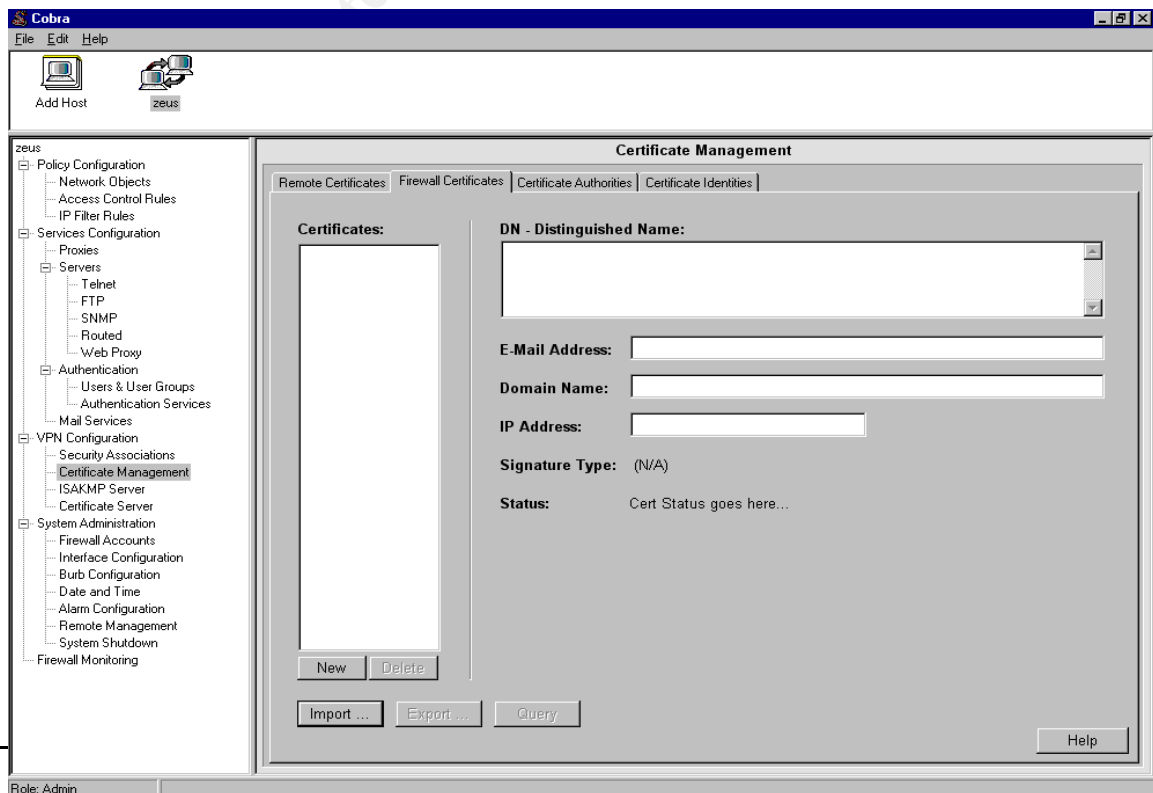 Cobra
File Edit Help
Add Host
zeus
zeus
Policy Configuration
Network Objects
Access Control Rules
IP Filter Rules
Services Configuration
Proxies
Servers
Telnet
FTP
SNMP
Routed
Web Proxy
Authentication
Users & User Groups
Authentication Services
Mail Services
VPN Configuration
Security Associations
Certificate Management
ISAKMP Server
Certificate Server
System Administration
Firewall Accounts
Interface Configuration
Burb Configuration
Date and Time
Alarm Configuration
Remote Management
System Shutdown
Firewall Monitoring
Certificate Management
Remote Certificates Firewall Certificates Certificate Authorities Certificate Identities
Certificates:
New Delete
DN - Distinguished Name:
E-Mail Address:
Domain Name:
IP Address:
Signature Type: (N/A)
Status: Cert Status goes here...
Import ... Export ... Query
Help
Role: Admin